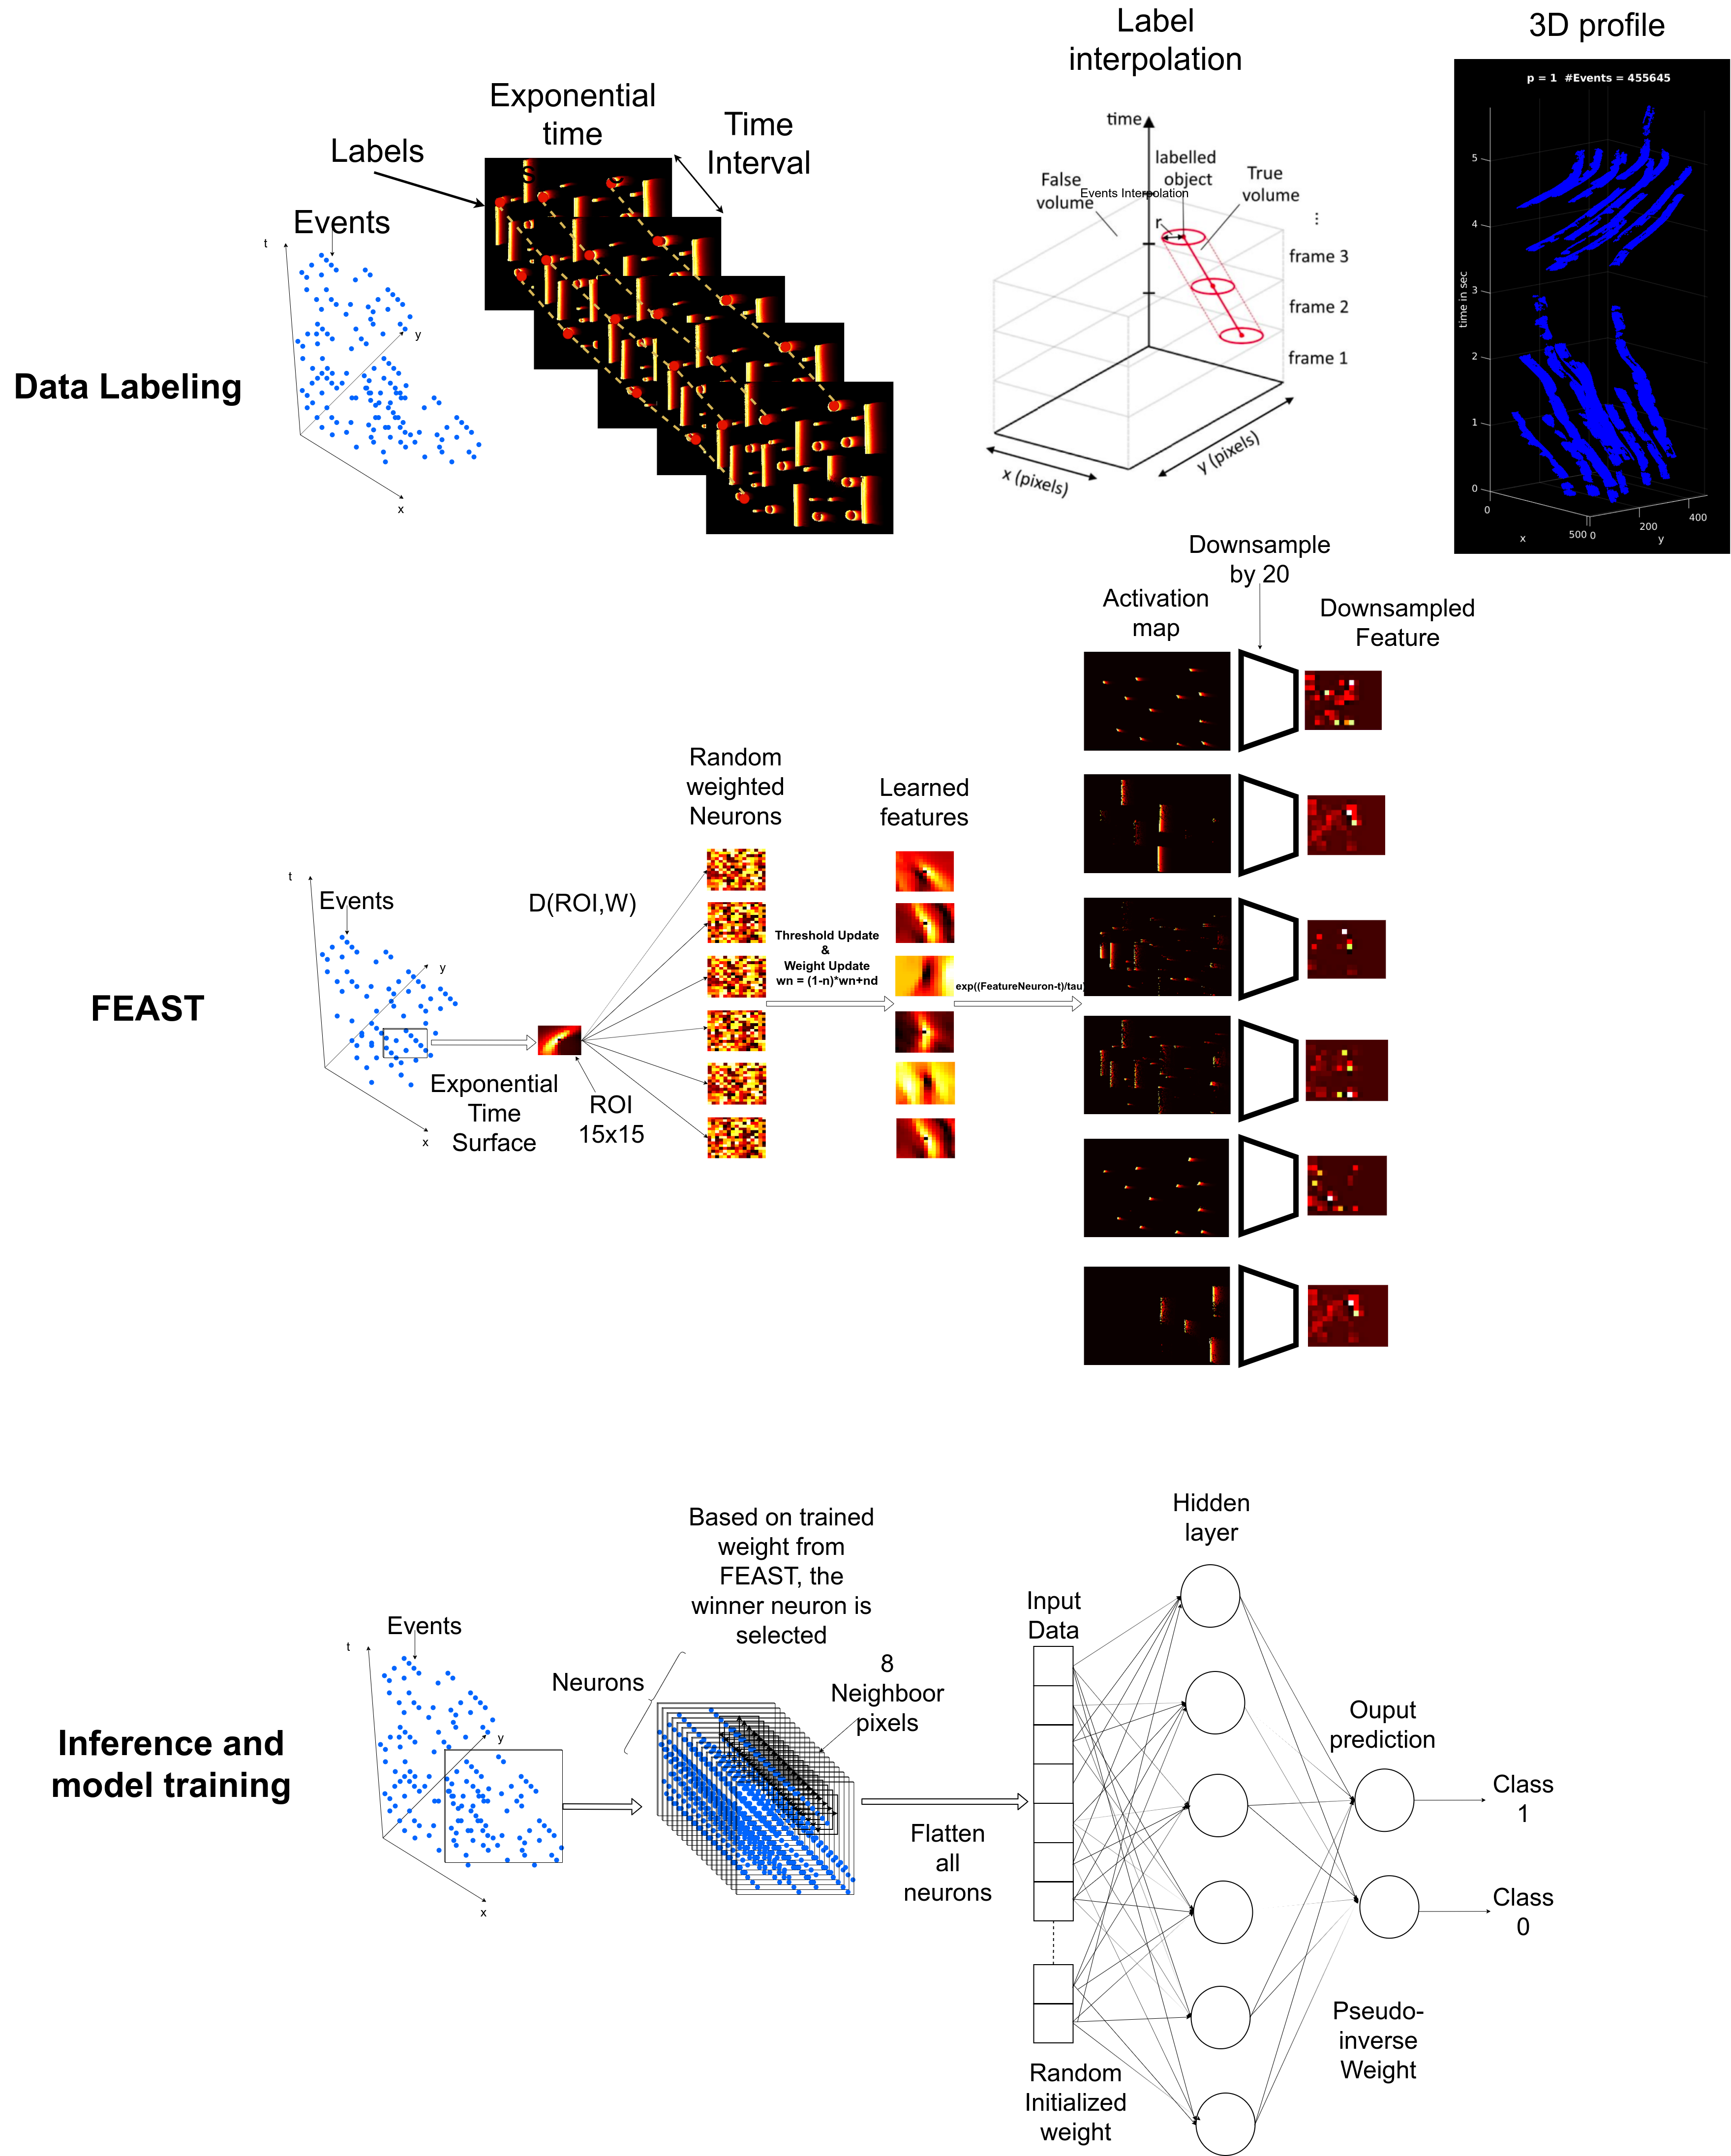 Label
interpolation
3D profile
Exponential
time
Time
Interval
Labels
Events
t
y
x
Data Labeling
time
labelled
object
False
volume
Events Interpolation
True
volume
r
⋮
frame 3
frame 2
frame 1
x (pixels)
y (pixels)
p = 1 #Events = 455645
5
4
3
2
1
0
time in sec
0
500
0
200
400
x
y
Downsample
by 20
Activation
map
Downsampled
Feature
Random
weighted
Neurons
Learned
features
t
Events
y
x
D(ROI,W)
FEAST
Threshold Update
&
Weight Update
wn = (1-n)*wn+nd
exp((FeatureNeuron-t)/tau)
Exponential
Time
Surface
ROI
15x15
Based on trained
weight from
FEAST, the
winner neuron is
selected
Hidden
layer
Input
Data
Events
t
y
x
Neurons
8
Neighboor
pixels
Inference and
model training
Flatten
all
neurons
Ouput
prediction
Class
1
Class
0
Pseudo-
inverse
Weight
Random
Initialized
weight